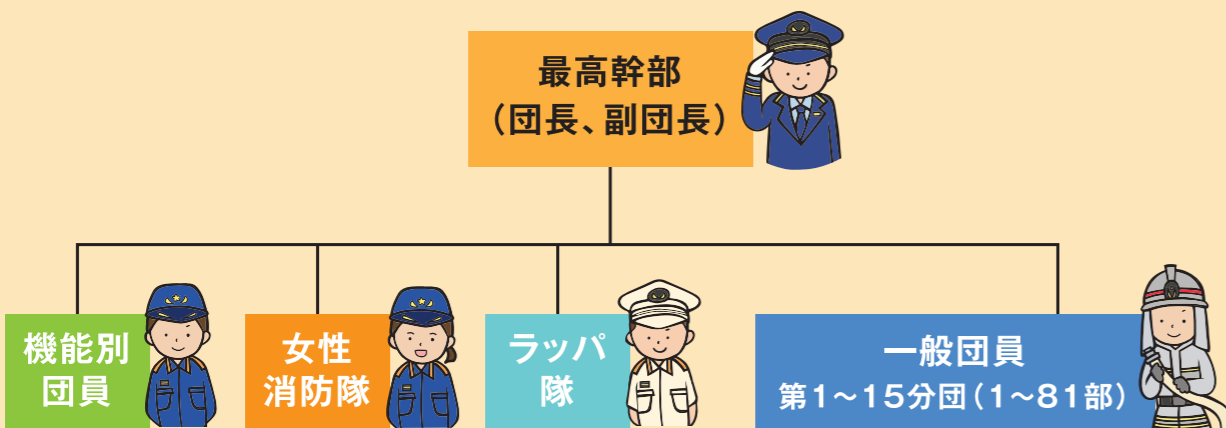 最高幹部
（団長、副団長）
機能別
団員
女性
消防隊
ラッパ
隊
一般団員
第1〜15分団（1〜81部）